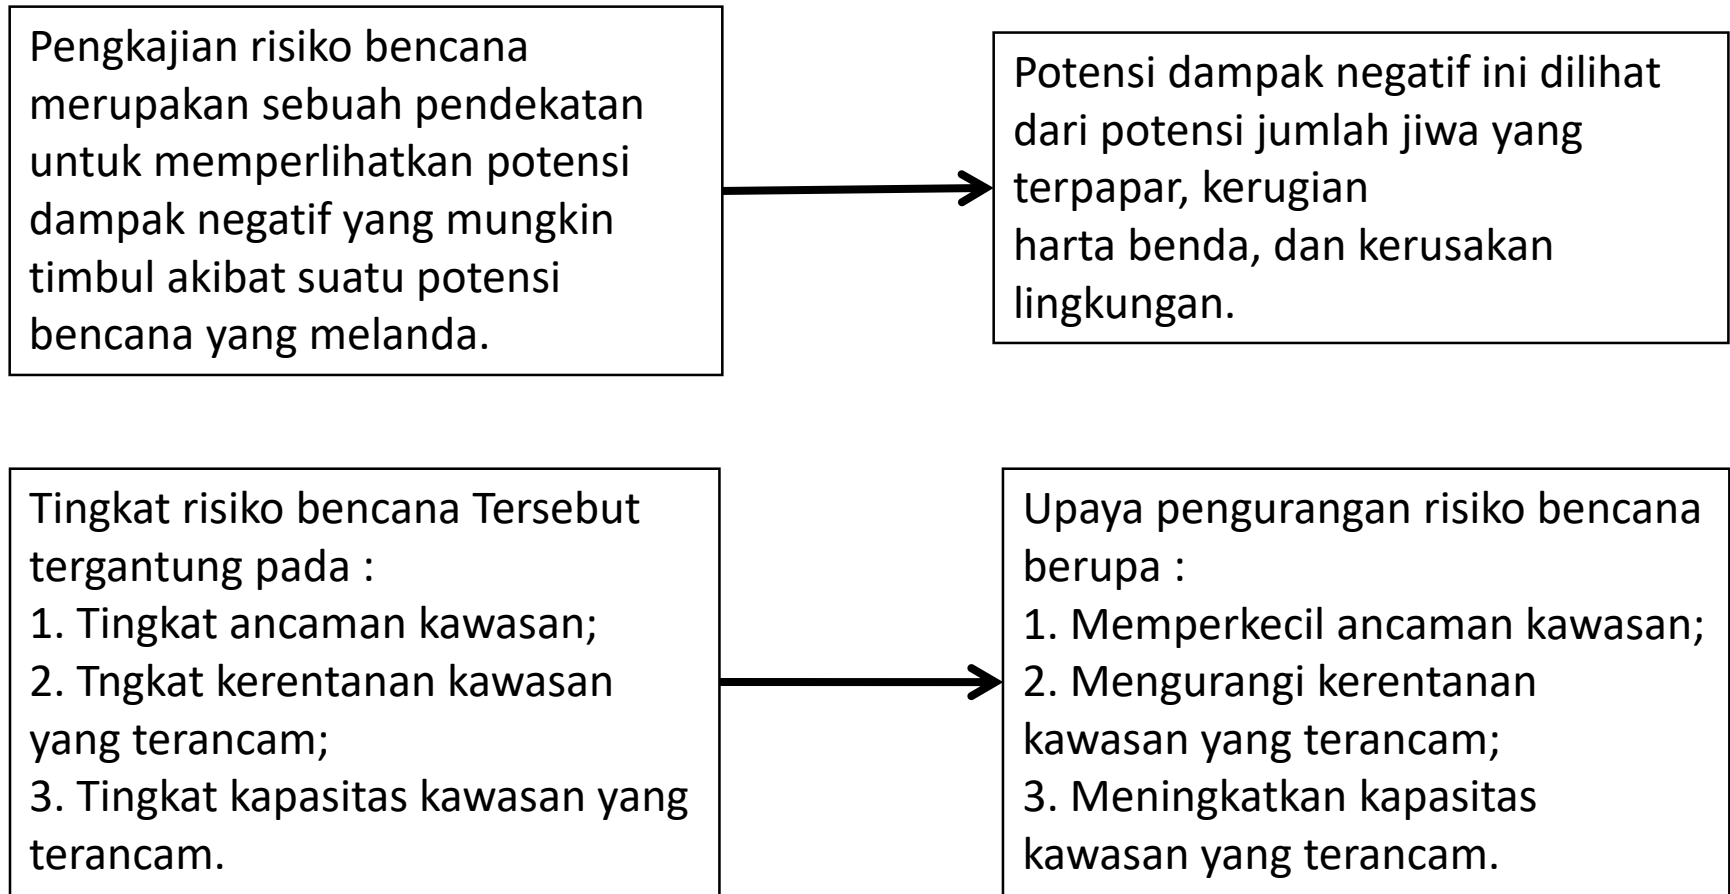 Pengkajian risiko bencana
merupakan sebuah pendekatan
untuk memperlihatkan potensi
dampak negatif yang mungkin
timbul akibat suatu potensi
bencana yang melanda.
Potensi dampak negatif ini dilihat
dari potensi jumlah jiwa yang
terpapar, kerugian
harta benda, dan kerusakan
lingkungan.
Tingkat risiko bencana Tersebut
tergantung pada :
1. Tingkat ancaman kawasan;
2. Tngkat kerentanan kawasan
yang terancam;
3. Tingkat kapasitas kawasan yang
terancam.
Upaya pengurangan risiko bencana
berupa :
1. Memperkecil ancaman kawasan;
2. Mengurangi kerentanan
kawasan yang terancam;
3. Meningkatkan kapasitas
kawasan yang terancam.